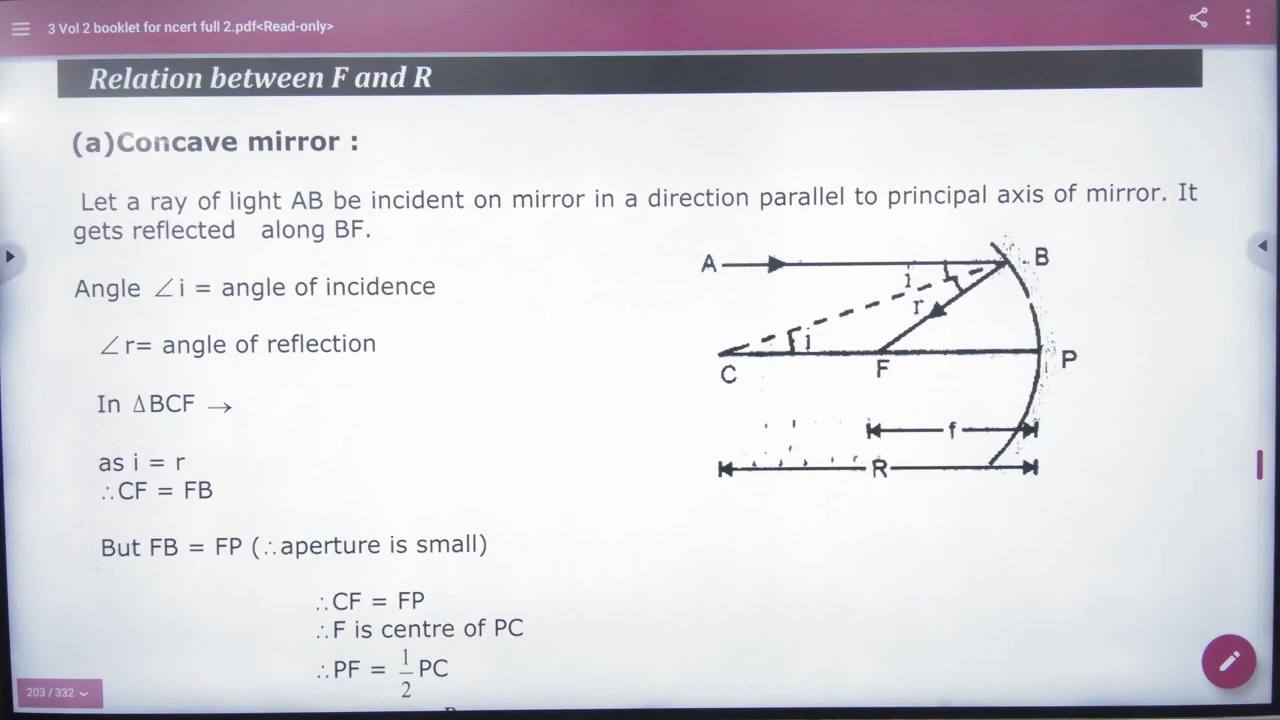 3 Vol 2 booklet for ncert full 2.pdf<Read-only>
Relation between F and R
(a)Concave mirror :
Let a ray of light AB be incident on mirror in a direction parallel to principal axis of mirror. It
gets reflected along BF.
Angle ∠i = angle of incidence
∠r= angle of reflection
In ΔBCF →
as i = r
∴CF = FB
But FB = FP (∴aperture is small)
∴CF = FP
∴F is centre of PC
∴PF = 1/2 PC
A
B
i
r
i
C
F
P
f
R
203 / 332